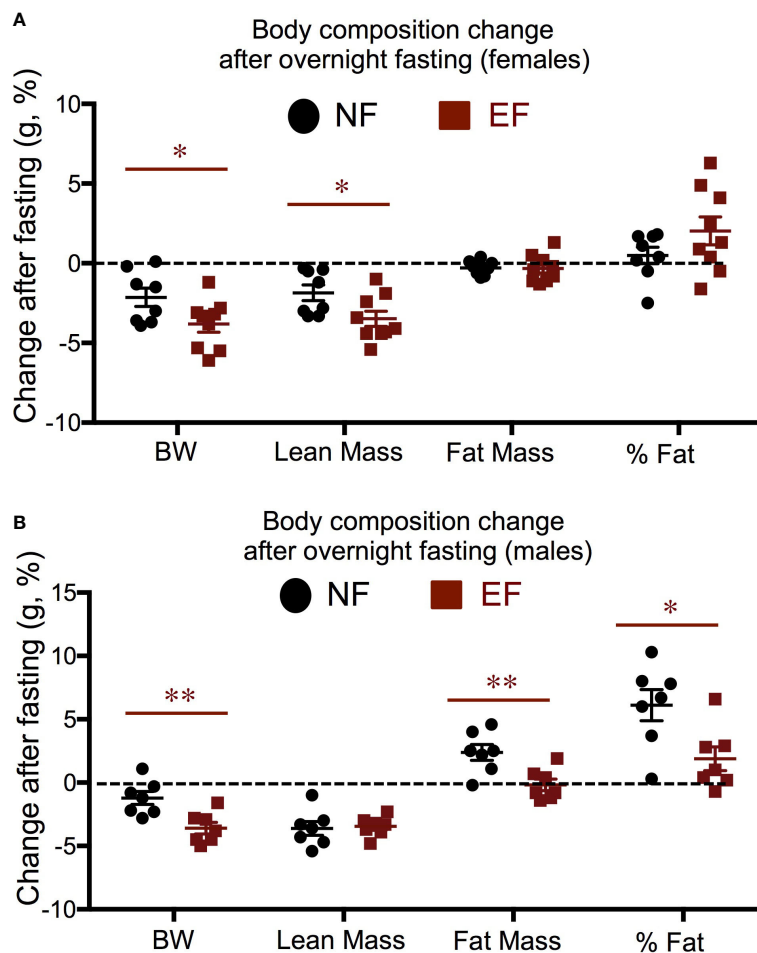 A
Body composition change
after overnight fasting (females)
NF EF
Change after fasting (g, %)
10
5
0
-5
-10
* *
BW Lean Mass Fat Mass % Fat
B
Body composition change
after overnight fasting (males)
NF EF
Change after fasting (g, %)
15
10
5
0
-5
-10
** ** *
BW Lean Mass Fat Mass % Fat